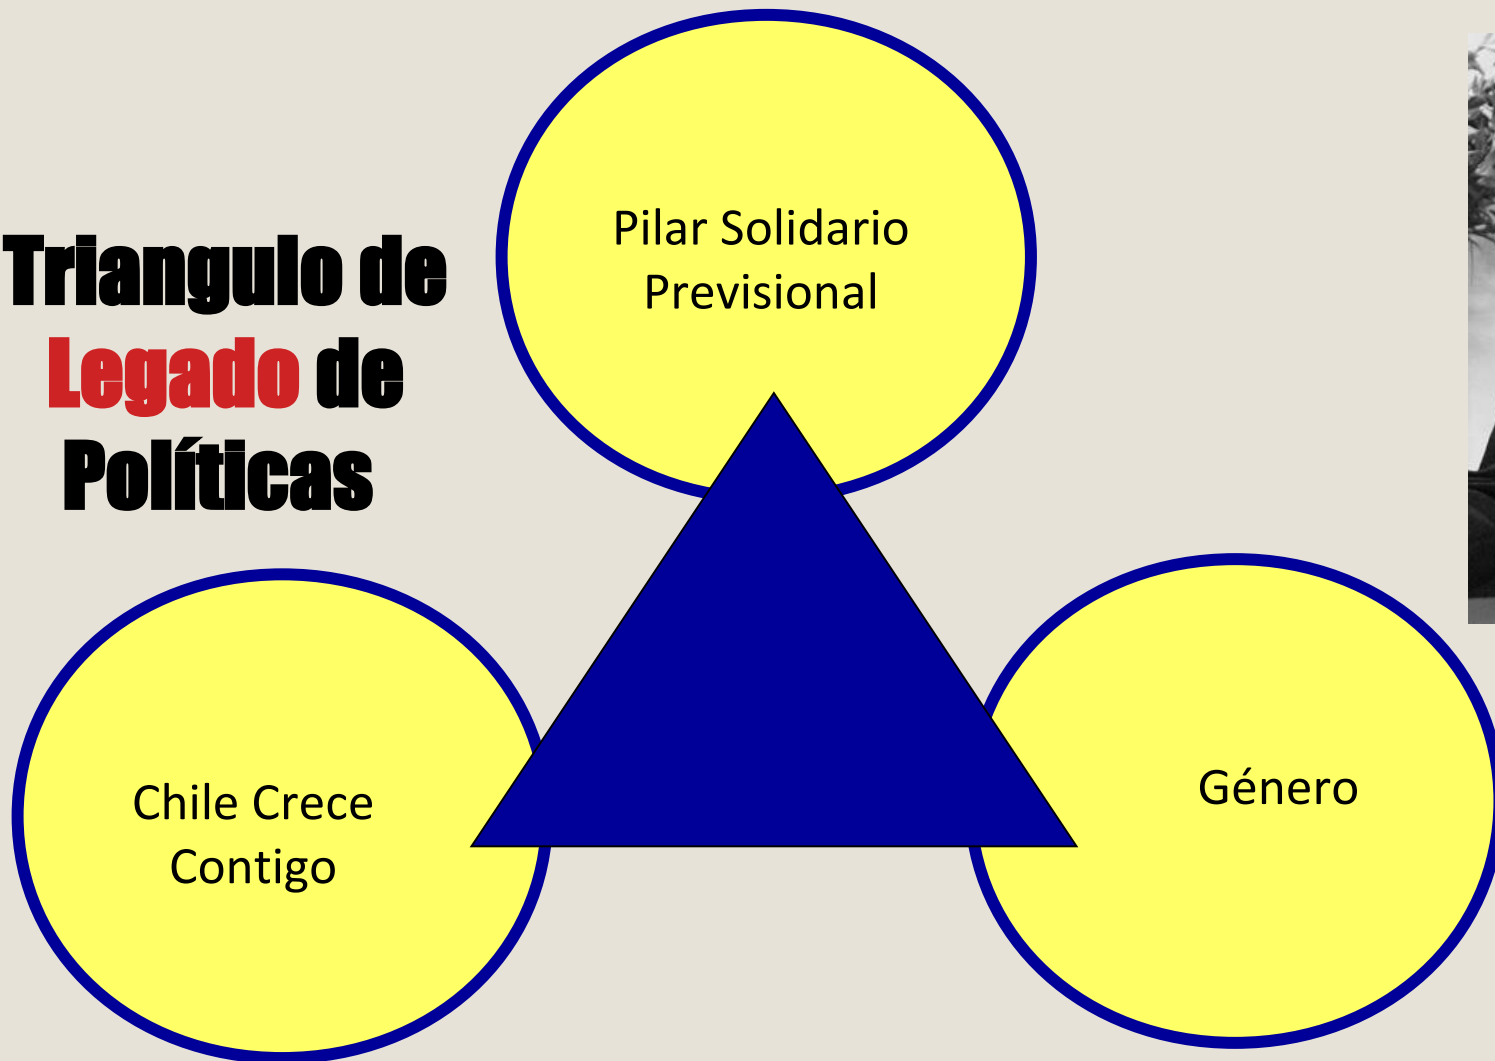 Triangulo de
Legado de
Políticas
Pilar Solidario
Previsional
Chile Crece
Contigo
Género